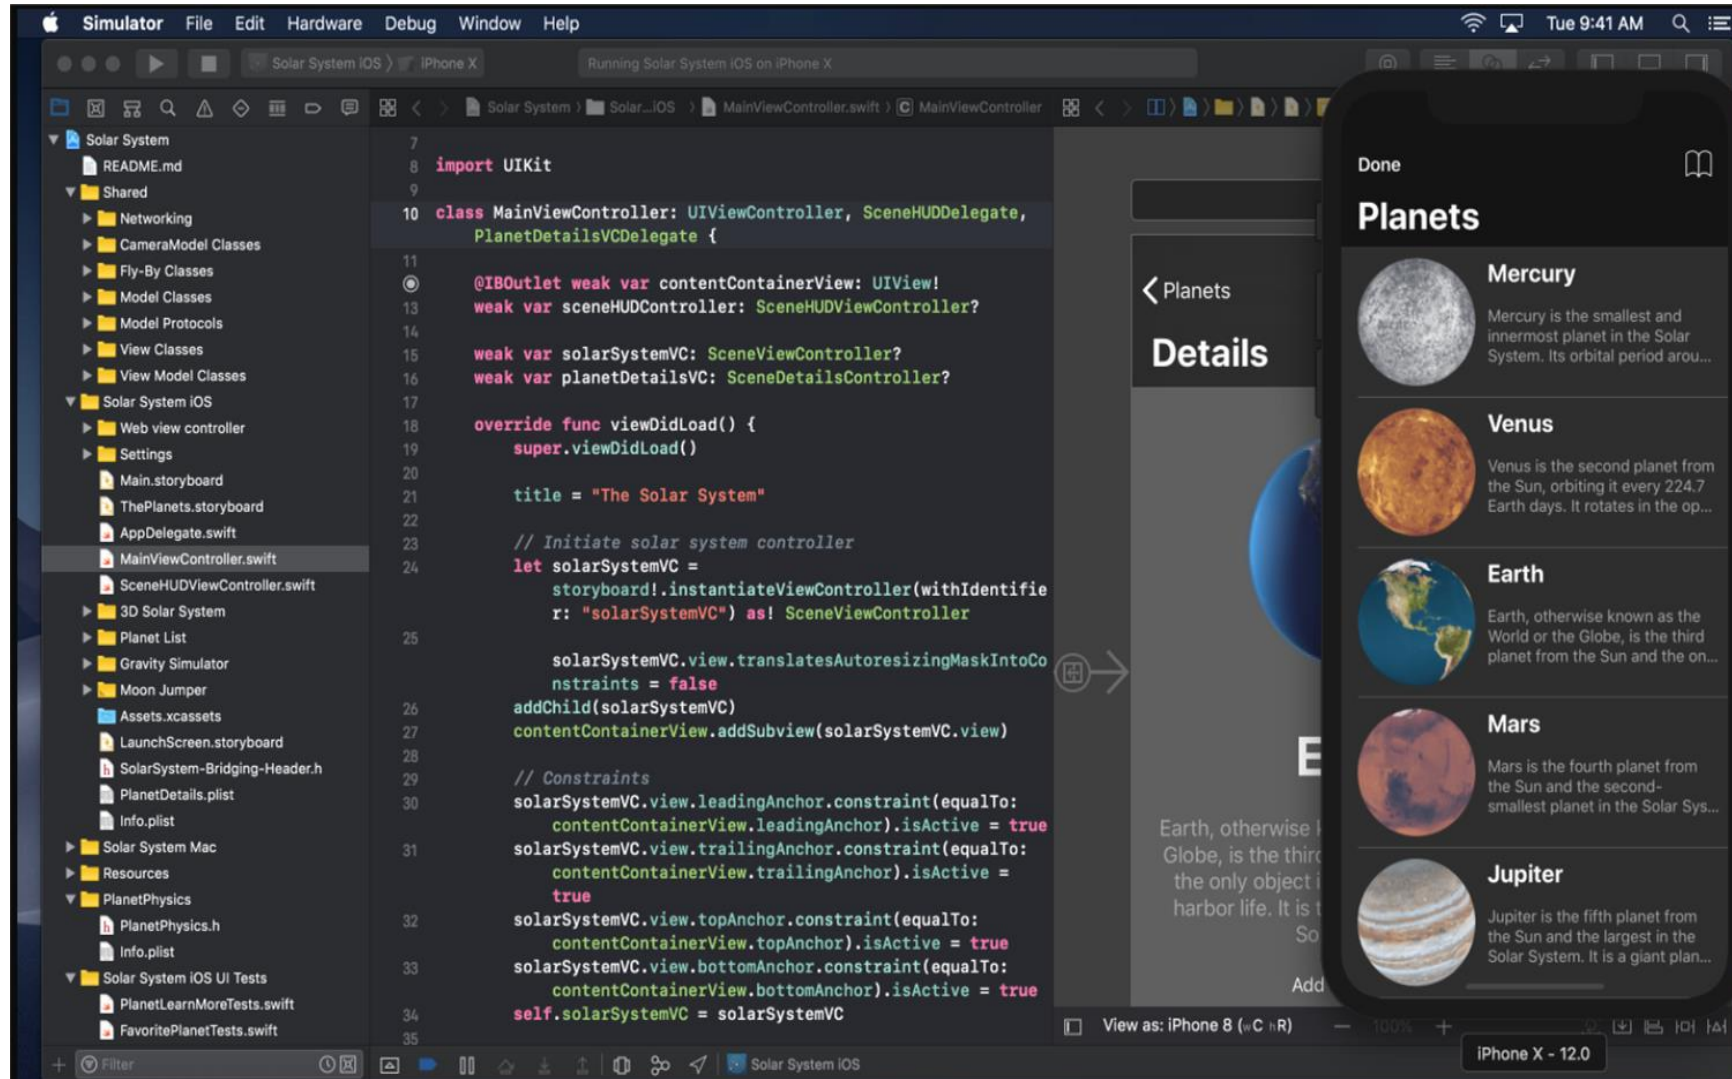 Simulator File Edit Hardware Debug Window Help Tue 9:41 AM
Solar System iOS iPhone X Running Solar System iOS on iPhone X
Solar System Solar...iOS MainViewController.swift C MainViewController
Solar System
README.md
Shared
Networking
CameraModel Classes
Fly-By Classes
Model Classes
Model Protocols
View Classes
View Model Classes
Solar System iOS
Web view controller
Settings
Main.storyboard
ThePlanets.storyboard
AppDelegate.swift
MainViewController.swift
SceneHUDViewController.swift
3D Solar System
Planet List
Gravity Simulator
Moon Jumper
Assets.xcassets
LaunchScreen.storyboard
h SolarSystem-Bridging-Header.h
PlanetDetails.plist
Info.plist
Solar System Mac
Resources
PlanetPhysics
h PlanetPhysics.h
Info.plist
Solar System iOS UI Tests
PlanetLearnMoreTests.swift
FavoritePlanetTests.swift
Filter
7
8 import UIKit
9
10 class MainViewController: UIViewController, SceneHUDDelegate,
PlanetDetailsVCDelegate {
11
@IBOutlet weak var contentContainerView: UIView!
13 weak var sceneHUDController: SceneHUDViewController?
14
15 weak var solarSystemVC: SceneViewController?
16 weak var planetDetailsVC: SceneDetailsController?
17
18 override func viewDidLoad() {
19 super.viewDidLoad()
20
21 title = "The Solar System"
22
23 // Initiate solar system controller
24 let solarSystemVC =
storyboard!.instantiateViewController(withIdentifie
r: "solarSystemVC") as! SceneViewController
25
solarSystemVC.view.translatesAutoresizingMaskIntoCo
nstraints = false
26 addChild(solarSystemVC)
27 contentContainerView.addSubview(solarSystemVC.view)
28
29 // Constraints
30 solarSystemVC.view.leadingAnchor.constraint(equalTo:
contentContainerView.leadingAnchor).isActive = true
31 solarSystemVC.view.trailingAnchor.constraint(equalTo:
contentContainerView.trailingAnchor).isActive =
true
32 solarSystemVC.view.topAnchor.constraint(equalTo:
contentContainerView.topAnchor).isActive = true
33 solarSystemVC.view.bottomAnchor.constraint(equalTo:
contentContainerView.bottomAnchor).isActive = true
34 self.solarSystemVC = solarSystemVC
35
Solar System iOS
Planets
Details
E
Earth, otherwise
Globe, is the third
the only object
harbor life. It is
So
Add
View as: iPhone 8 (wC hR) — 100% +
Done
Planets
Mercury
Mercury is the smallest and
innermost planet in the Solar
System. Its orbital period arou...
Venus
Venus is the second planet from
the Sun, orbiting it every 224.7
Earth days. It rotates in the op...
Earth
Earth, otherwise known as the
World or the Globe, is the third
planet from the Sun and the on...
Mars
Mars is the fourth planet from
the Sun and the second-
smallest planet in the Solar Sys...
Jupiter
Jupiter is the fifth planet from
the Sun and the largest in the
Solar System. It is a giant plan...
iPhone X - 12.0